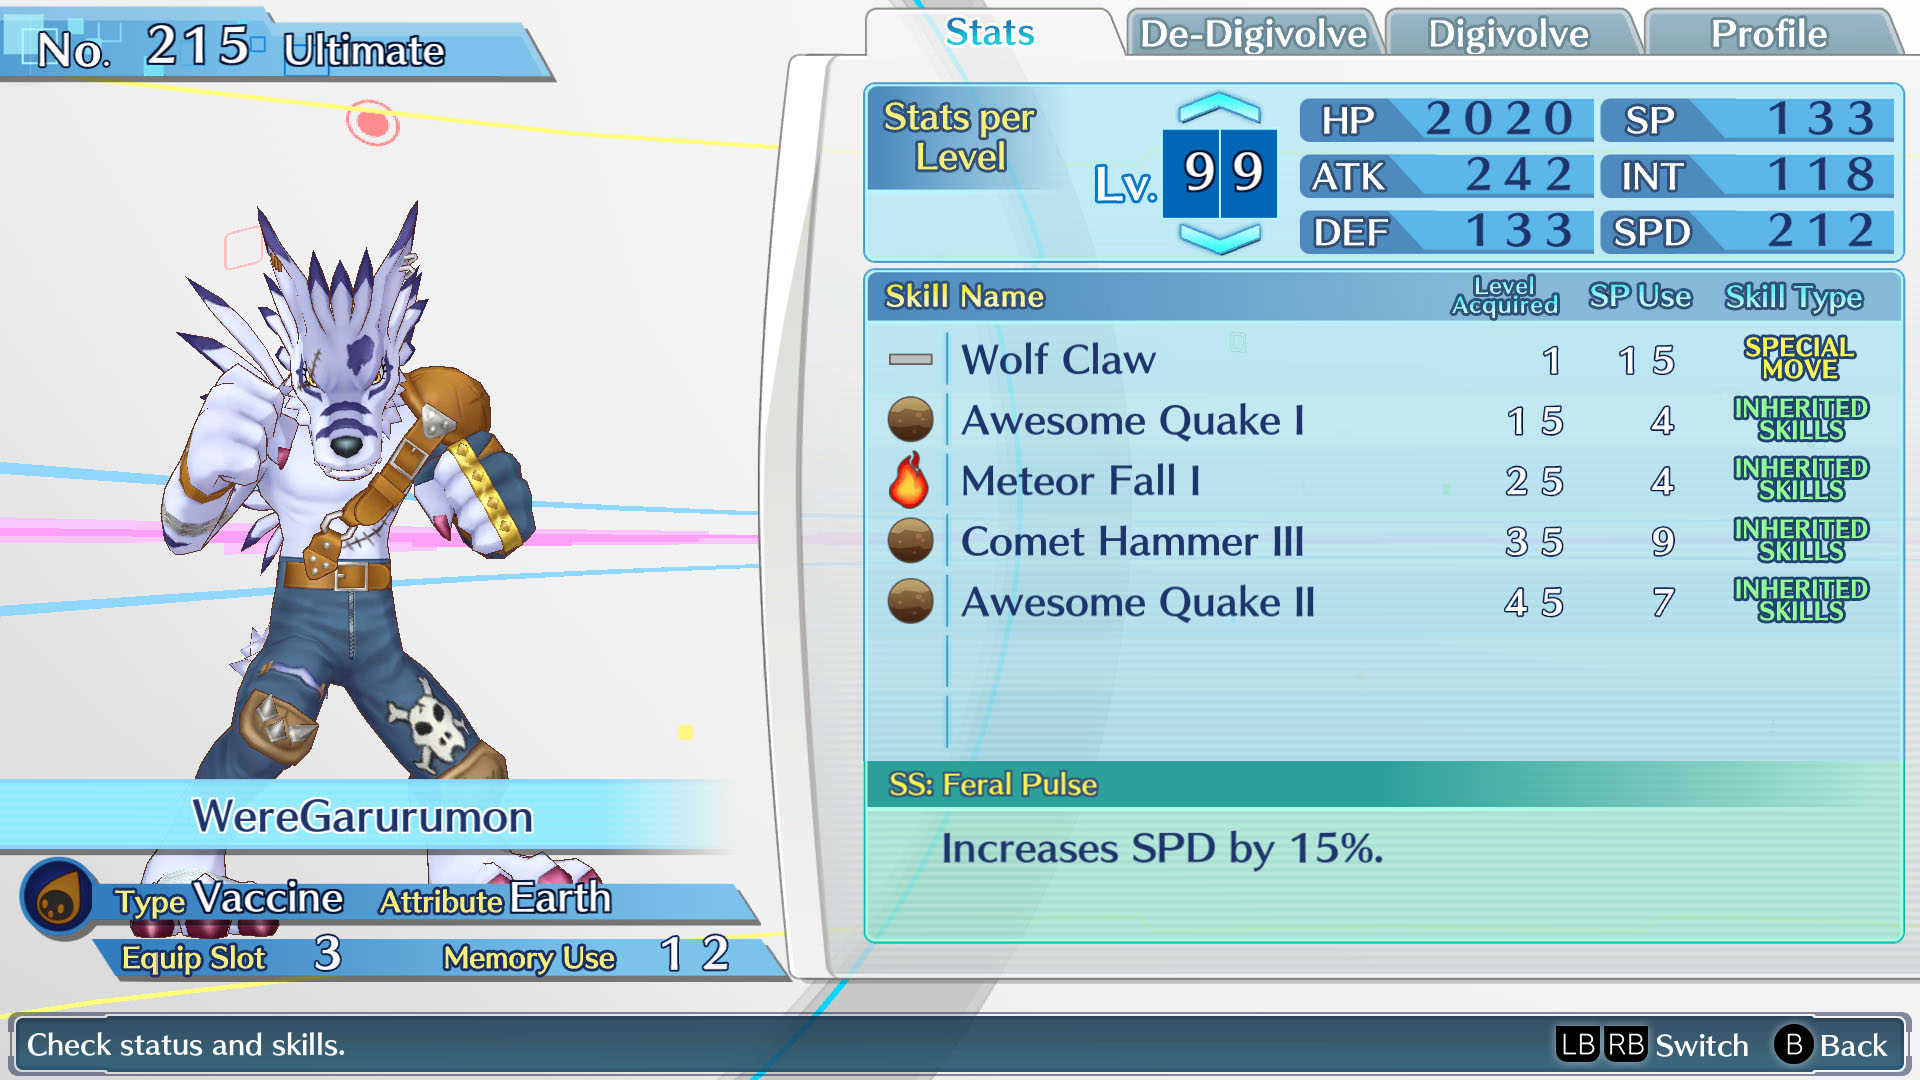 No. 215 Ultimate
Stats
De-Digivolve
Digivolve
Profile
Stats per
Level
Lv. 99
HP 2020
SP 133
ATK 242
INT 118
DEF 133
SPD 212
Skill Name
Level
Acquired
SP Use
Skill Type
Wolf Claw 1 15 SPECIAL
MOVE
Awesome Quake I 15 4 INHERITED
SKILLS
Meteor Fall I 25 4 INHERITED
SKILLS
Comet Hammer III 35 9 INHERITED
SKILLS
Awesome Quake II 45 7 INHERITED
SKILLS
SS: Feral Pulse
Increases SPD by 15%.
WereGarurumon
Type Vaccine Attribute Earth
Equip Slot 3 Memory Use 12
Check status and skills.
LB RB Switch B Back